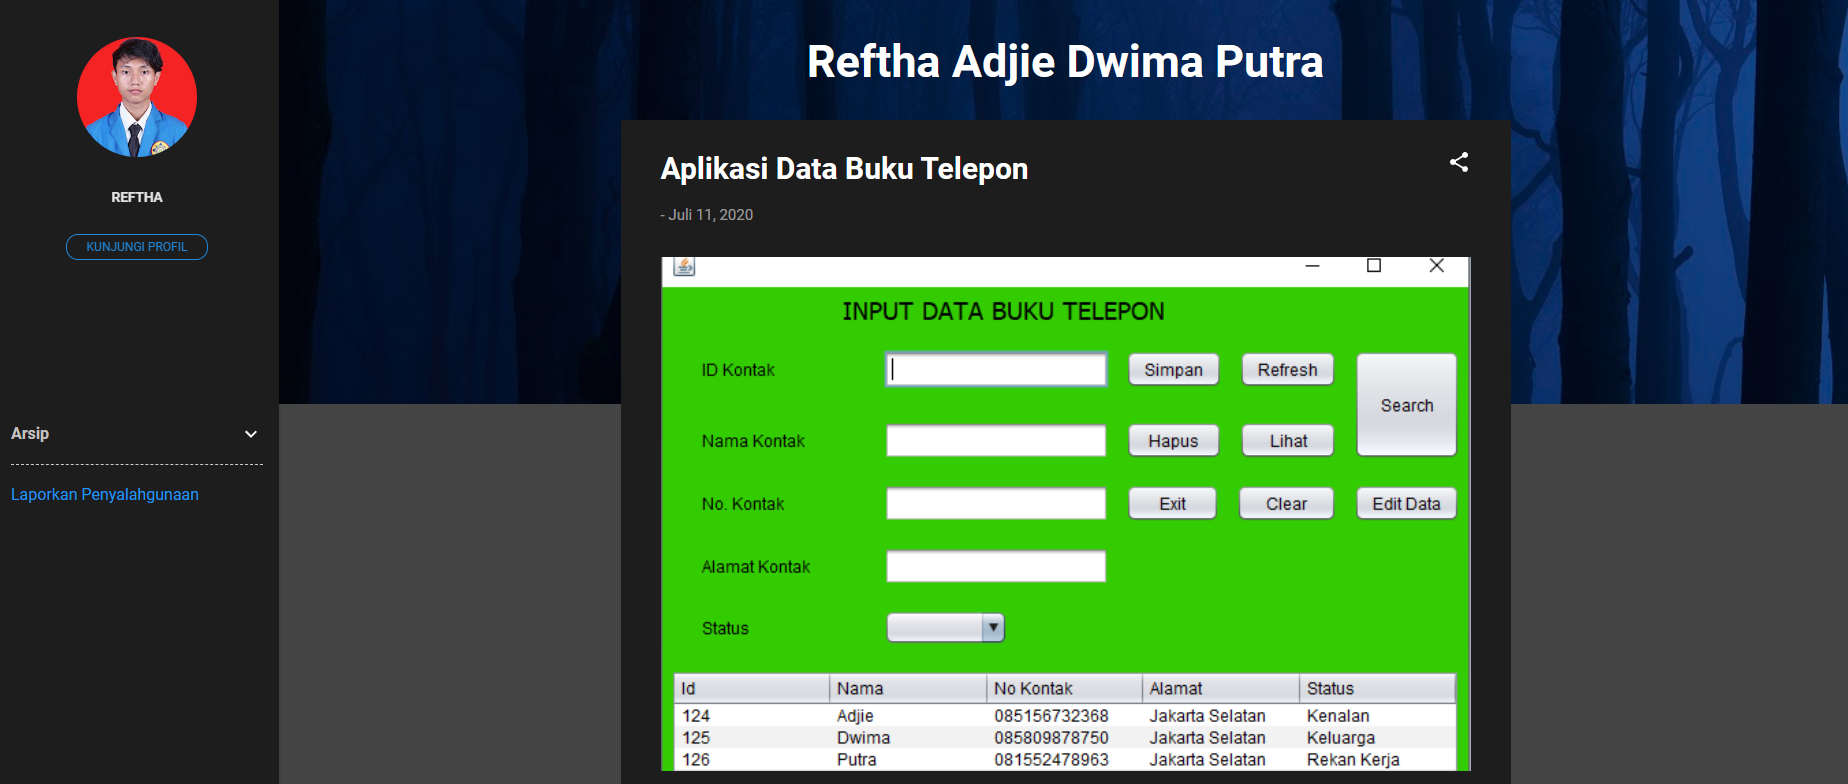 REFTHA
KUNJUNGI PROFIL
Arsip
Laporkan Penyalahgunaan
Reftha Adjie Dwima Putra
Aplikasi Data Buku Telepon
- Juli 11, 2020
INPUT DATA BUKU TELEPON
ID Kontak Simpan Refresh Search
Nama Kontak Hapus Lihat
No. Kontak Exit Clear Edit Data
Alamat Kontak
Status
Id Nama No Kontak Alamat Status
124 Adjie 085156732368 Jakarta Selatan Kenalan
125 Dwima 085809878750 Jakarta Selatan Keluarga
126 Putra 081552478963 Jakarta Selatan Rekan Kerja